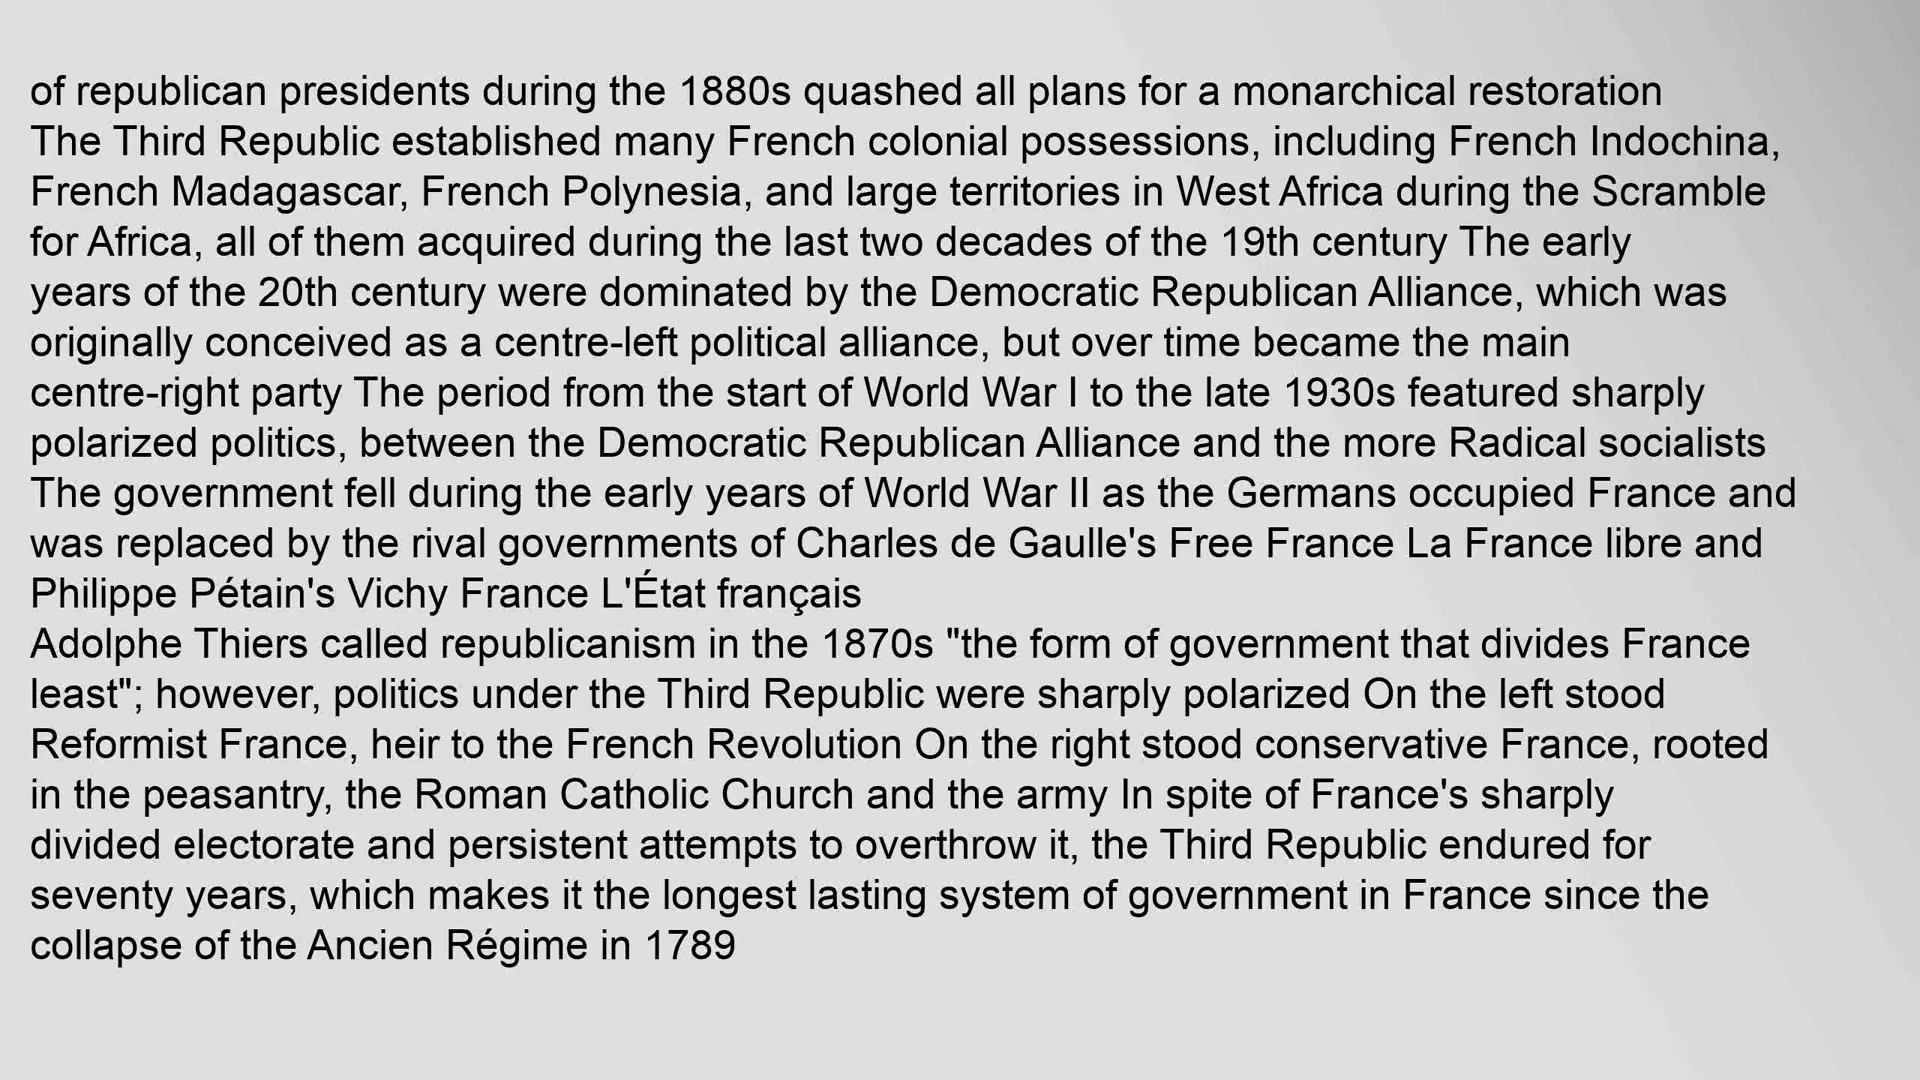 of republican presidents during the 1880s quashed all plans for a monarchical restoration
The Third Republic established many French colonial possessions, including French Indochina,
French Madagascar, French Polynesia, and large territories in West Africa during the Scramble
for Africa, all of them acquired during the last two decades of the 19th century The early
years of the 20th century were dominated by the Democratic Republican Alliance, which was
originally conceived as a centre-left political alliance, but over time became the main
centre-right party The period from the start of World War I to the late 1930s featured sharply
polarized politics, between the Democratic Republican Alliance and the more Radical socialists
The government fell during the early years of World War II as the Germans occupied France and
was replaced by the rival governments of Charles de Gaulle's Free France La France libre and
Philippe Pétain's Vichy France L'État français
Adolphe Thiers called republicanism in the 1870s "the form of government that divides France
least"; however, politics under the Third Republic were sharply polarized On the left stood
Reformist France, heir to the French Revolution On the right stood conservative France, rooted
in the peasantry, the Roman Catholic Church and the army In spite of France's sharply
divided electorate and persistent attempts to overthrow it, the Third Republic endured for
seventy years, which makes it the longest lasting system of government in France since the
collapse of the Ancien Régime in 1789